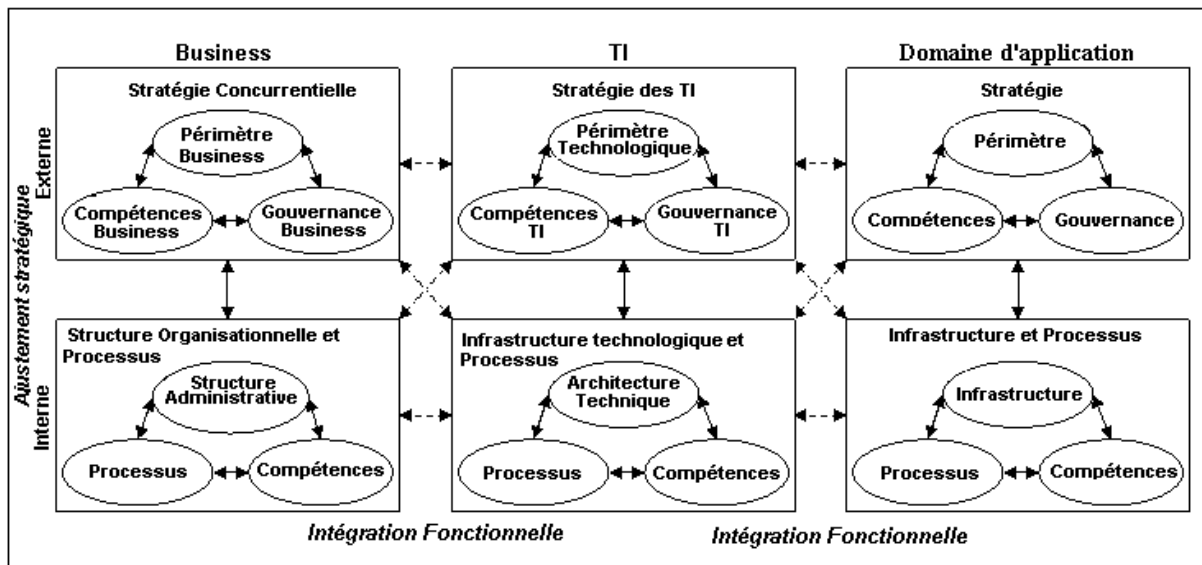 Business
TI
Domaine d'application
Ajustement stratégique
Externe
Stratégie Concurrentielle
Périmètre
Business
Compétences
Business
Gouvernance
Business
Stratégie des TI
Périmètre
Technologique
Compétences
TI
Gouvernance
TI
Stratégie
Périmètre
Compétences
Gouvernance
Interne
Structure Organisationnelle et
Processus
Structure
Administrative
Processus
Compétences
Infrastructure technologique et
Processus
Architecture
Technique
Processus
Compétences
Infrastructure et Processus
Infrastructure
Processus
Compétences
Intégration Fonctionnelle
Intégration Fonctionnelle